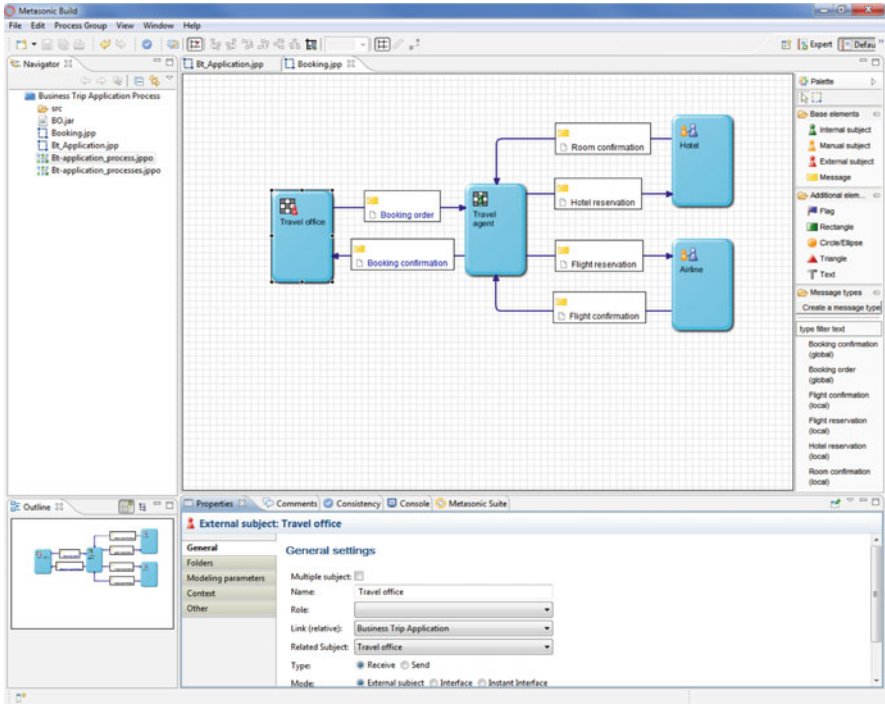 Metasonic Build
File Edit Process Group View Window Help
Expert Defau
Navigator
Business Trip Application Process
src
BO.jar
Booking.jpp
Bt_Application.jpp
Bt-application_process.jppo
Bt-application_processes.jppo
Bt_Application.jpp Booking.jpp
Travel office
Booking order
Booking confirmation
Travel
agent
Room confirmation
Hotel reservation
Flight reservation
Flight confirmation
Hotel
Airline
Palette
Base elements
Internal subject
Manual subject
External subject
Message
Additional elem...
Flag
Rectangle
Circle/Ellipse
Triangle
Text
Message types
Create a message type
type filter text
Booking confirmation
(global)
Booking order
(global)
Flight confirmation
(local)
Flight reservation
(local)
Hotel reservation
(local)
Room confirmation
(local)
Outline
Properties Comments Consistency Console Metasonic Suite
External subject: Travel office
General
Folders
Modeling parameters
Context
Other
General settings
Multiple subject:
Name: Travel office
Role:
Link (relative): Business Trip Application
Related Subject: Travel office
Type: Receive Send
Mode: External subject Interface Instant Interface